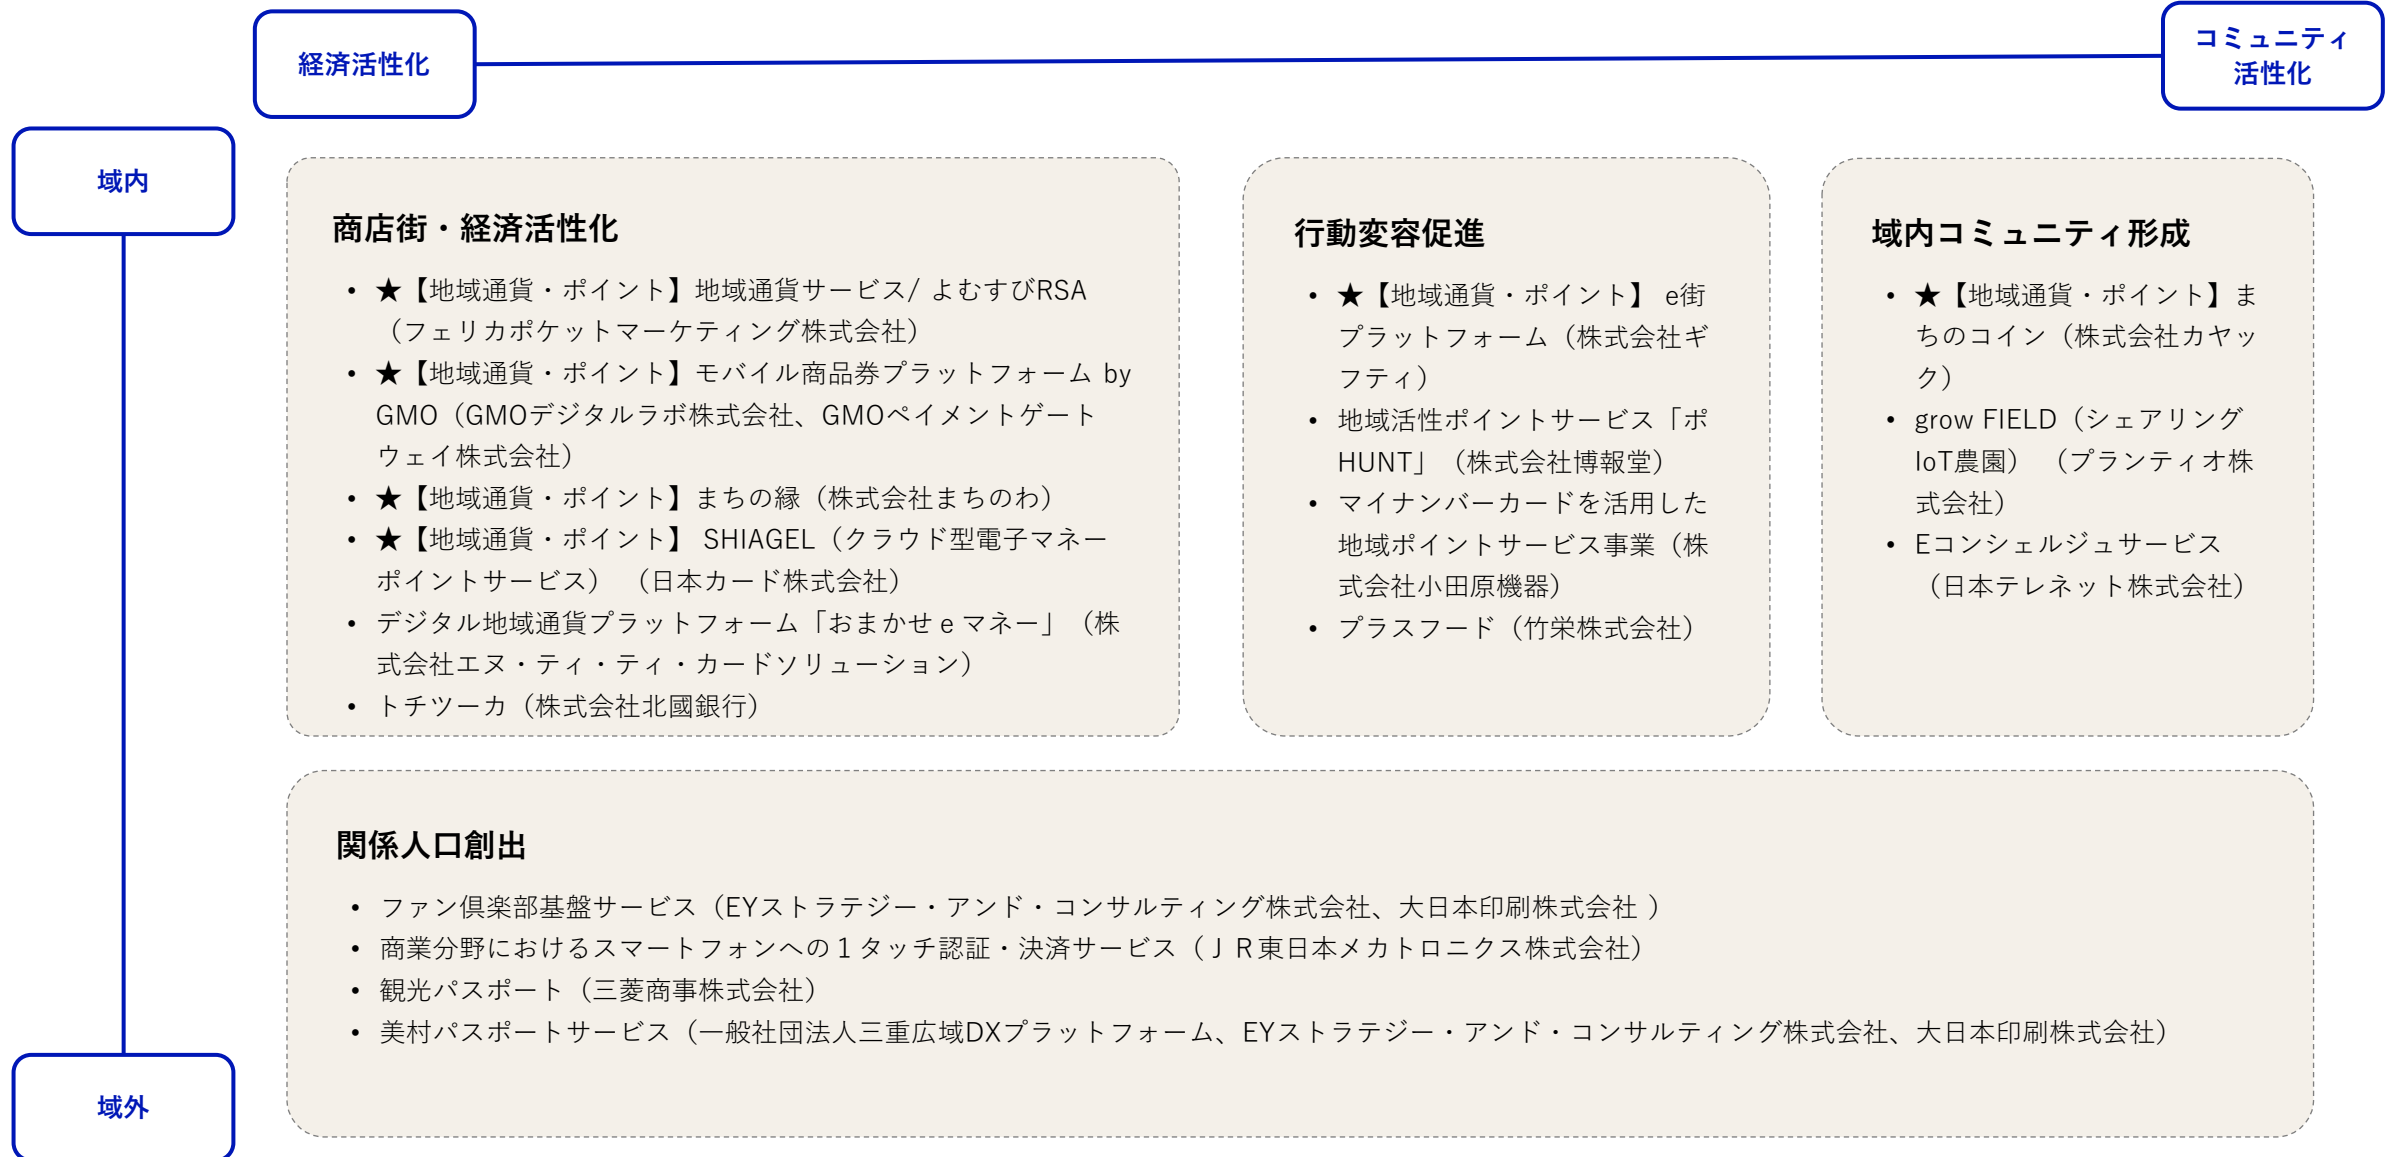 経済活性化
コミュニティ
活性化
域内
商店街・経済活性化
• ★【地域通貨・ポイント】地域通貨サービス/ よむすびRSA
（フェリカポケットマーケティング株式会社）
• ★【地域通貨・ポイント】モバイル商品券プラットフォーム by
GMO（GMOデジタルラボ株式会社、GMOペイメントゲート
ウェイ株式会社）
• ★【地域通貨・ポイント】まちの縁（株式会社まちのわ）
• ★【地域通貨・ポイント】 SHIAGEL（クラウド型電子マネー
ポイントサービス） （日本カード株式会社）
• デジタル地域通貨プラットフォーム「おまかせｅマネー」（株
式会社エヌ・ティ・ティ・カードソリューション）
• トチツーカ（株式会社北國銀行）
行動変容促進
• ★【地域通貨・ポイント】 e街
プラットフォーム（株式会社ギ
フティ）
• 地域活性ポイントサービス「ポ
HUNT」（株式会社博報堂）
• マイナンバーカードを活用した
地域ポイントサービス事業（株
式会社小田原機器）
• プラスフード（竹栄株式会社）
域内コミュニティ形成
• ★【地域通貨・ポイント】ま
ちのコイン（株式会社カヤッ
ク）
• grow FIELD（シェアリング
IoT農園） （プランティオ株
式会社）
• Eコンシェルジュサービス
（日本テレネット株式会社）
関係人口創出
• ファン倶楽部基盤サービス（EYストラテジー・アンド・コンサルティング株式会社、大日本印刷株式会社 ）
• 商業分野におけるスマートフォンへの１タッチ認証・決済サービス（ＪＲ東日本メカトロニクス株式会社）
• 観光パスポート（三菱商事株式会社）
• 美村パスポートサービス（一般社団法人三重広域DXプラットフォーム、EYストラテジー・アンド・コンサルティング株式会社、大日本印刷株式会社）
域外